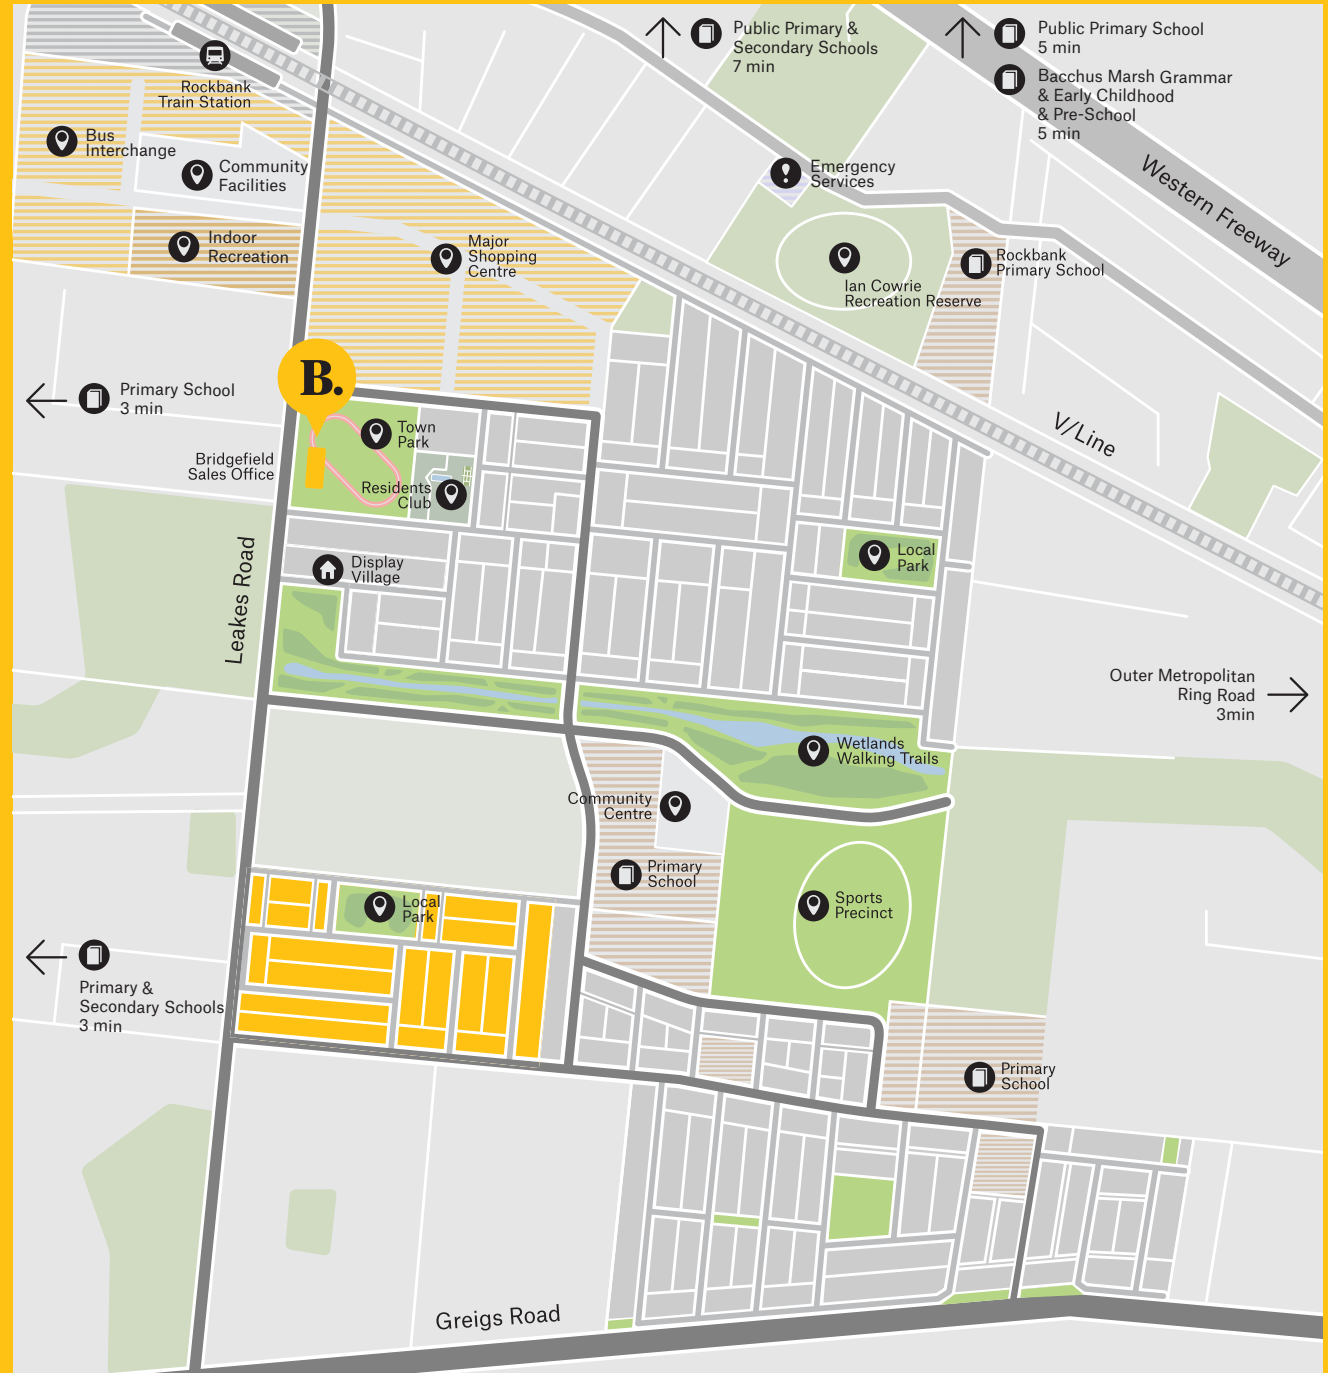 Public Primary &
Secondary Schools
7 min
Public Primary School
5 min
Bacchus Marsh Grammar
& Early Childhood
& Pre-School
5 min
Rockbank
Train Station
Bus
Interchange
Community
Facilities
Emergency
Services
Western Freeway
Indoor
Recreation
Major
Shopping
Centre
Rockbank
Primary School
Ian Cowrie
Recreation Reserve
B.
Primary School
3 min
Town
Park
V/Line
Bridgefield
Sales Office
Residents
Club
Leakes Road
Display
Village
Local
Park
Outer Metropolitan
Ring Road
3min
Wetlands
Walking Trails
Community
Centre
Primary
School
Sports
Precinct
Local
Park
Primary &
Secondary Schools
3 min
Primary
School
Greigs Road